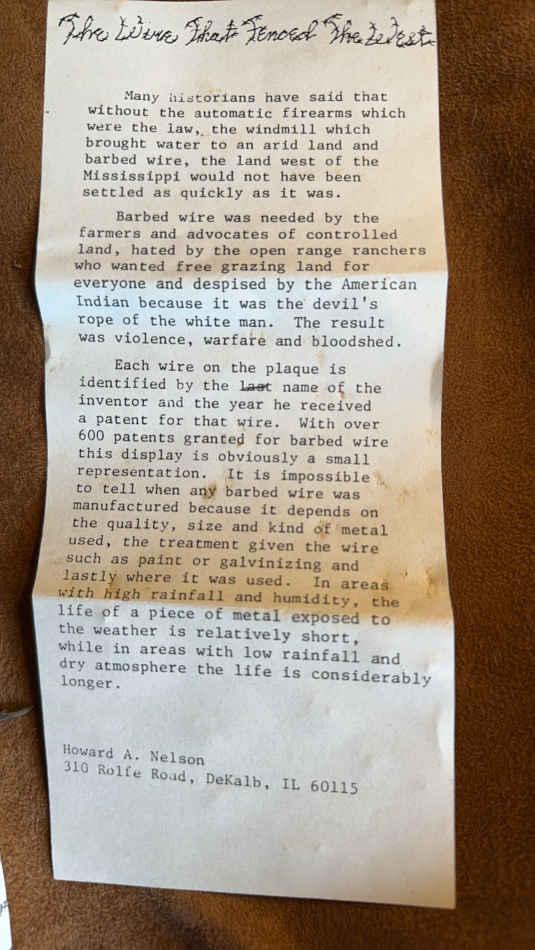 The Wire That Fenced The West
Many historians have said that
without the automatic firearms which
were the law, the windmill which
brought water to an arid land and
barbed wire, the land west of the
Mississippi would not have been
settled as quickly as it was.
Barbed wire was needed by the
farmers and advocates of controlled
land, hated by the open range ranchers
who wanted free grazing land for
everyone and despised by the American
Indian because it was the devil's
rope of the white man. The result
was violence, warfare and bloodshed.
Each wire on the plaque is
identified by the last name of the
inventor and the year he received
a patent for that wire. With over
600 patents granted for barbed wire
this display is obviously a small
representation. It is impossible
to tell when any barbed wire was
manufactured because it depends on
the quality, size and kind of metal
used, the treatment given the wire
such as paint or galvinizing and
lastly where it was used. In areas
with high rainfall and humidity, the
life of a piece of metal exposed to
the weather is relatively short,
while in areas with low rainfall and
dry atmosphere the life is considerably
longer.
Howard A. Nelson
310 Rolfe Road, DeKalb, IL 60115